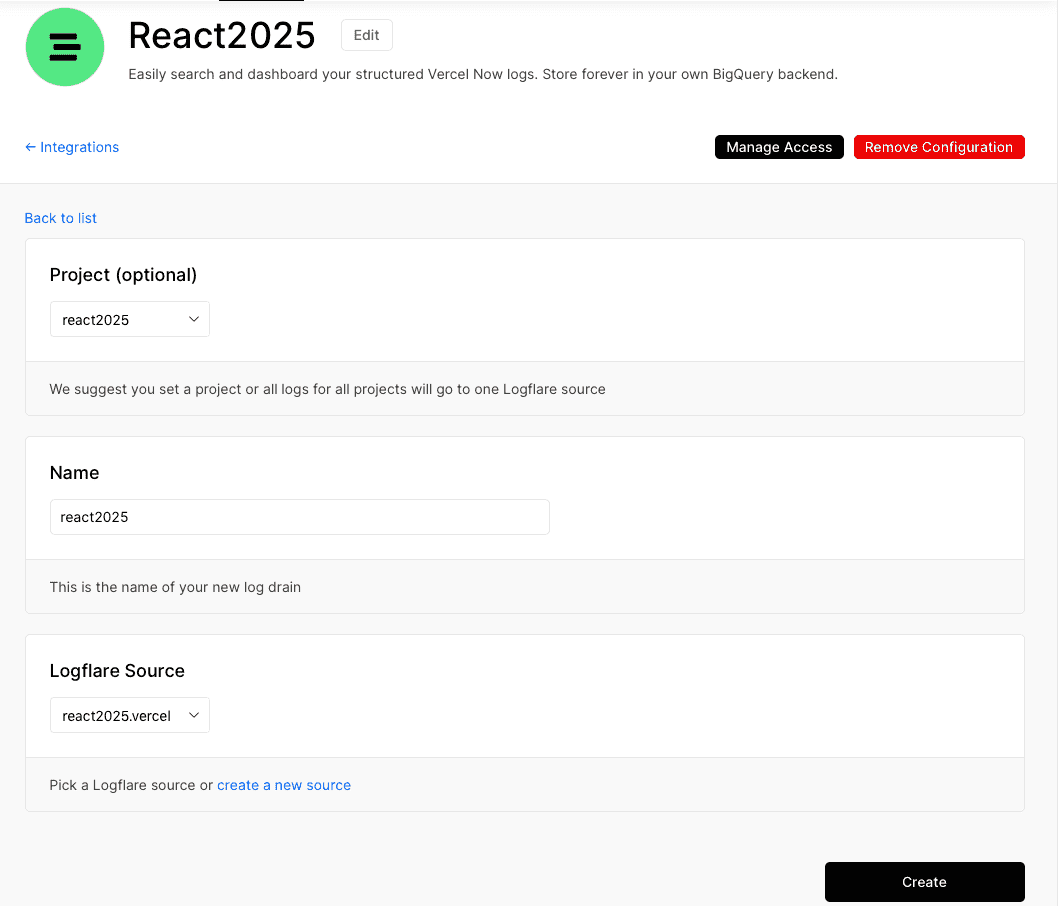 React2025
Edit
Easily search and dashboard your structured Vercel Now logs. Store forever in your own BigQuery backend.
← Integrations
Manage Access
Remove Configuration
Back to list
Project (optional)
react2025
We suggest you set a project or all logs for all projects will go to one Logflare source
Name
react2025
This is the name of your new log drain
Logflare Source
react2025.vercel
Pick a Logflare source or create a new source
Create